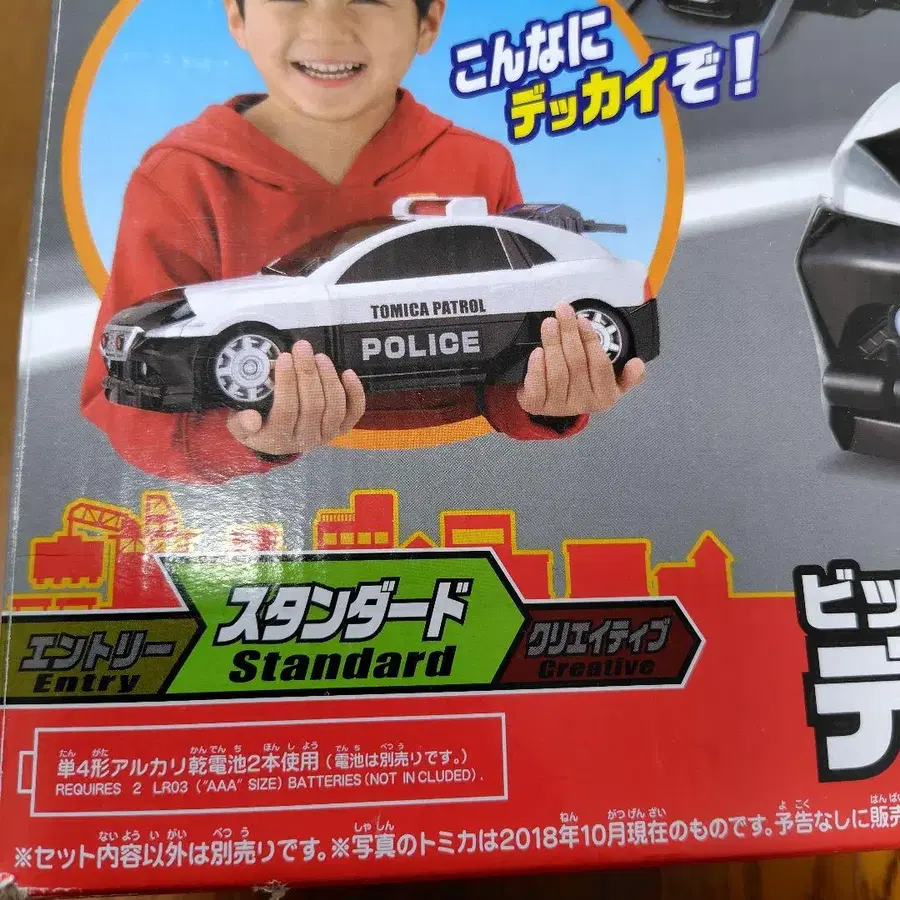 こんなに
デッカイぞ!
TOMICA PATROL
POLICE
エントリー
Entry
スタンダード
Standard
クリエイティブ
Creative
単4形アルカリ乾電池2本使用(電池は別売りです。)
REQUIRES 2 LR03 ("AAA" SIZE) BATTERIES (NOT INCLUDED).
※セット内容以外は別売りです。※写真のトミカは2018年10月現在のものです。予告なしに販売
ビッ
デ